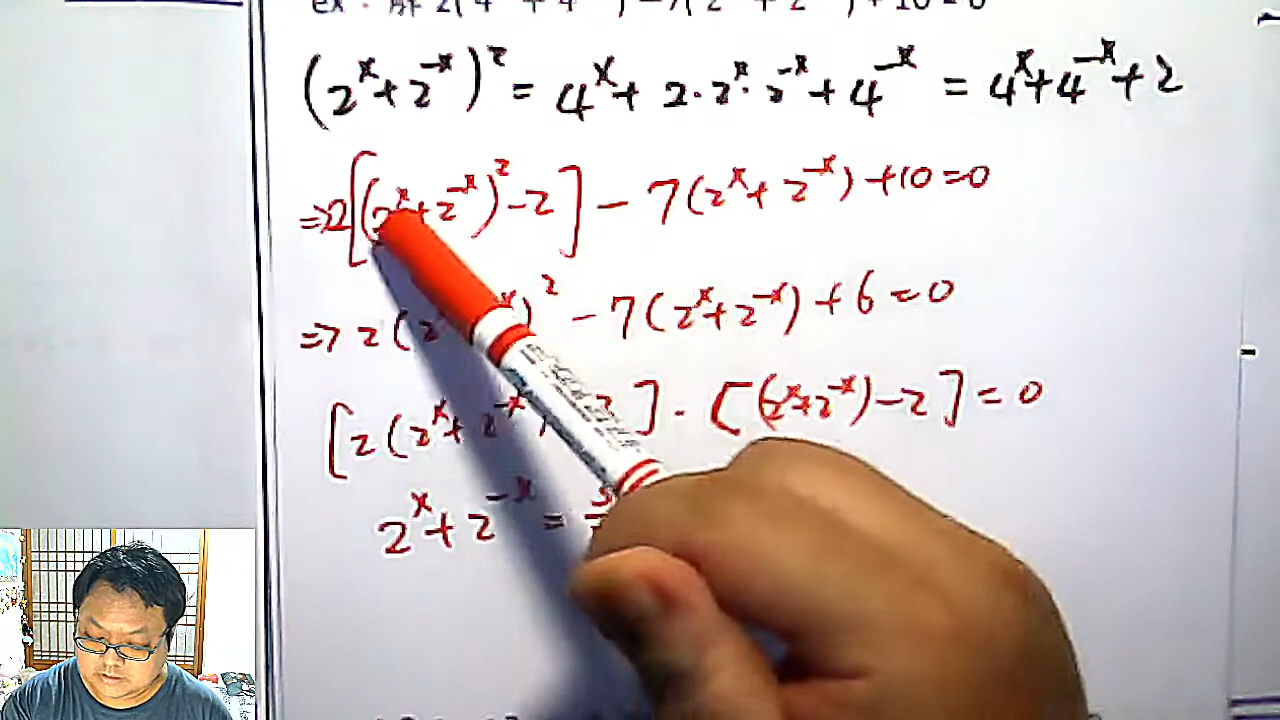 (2^x+2^-x)^2 = 4^x + 2·2^x·2^-x + 4^-x = 4^x+4^-x+2
⇒2[(2^x+2^-x)^2-2] - 7(2^x+2^-x)+10=0
⇒2(2 )^2 - 7(2^x+2^-x)+6=0
[2(2^x+2^-x) ]·[(2^x+2^-x)-2]=0
2^x+2^-x =